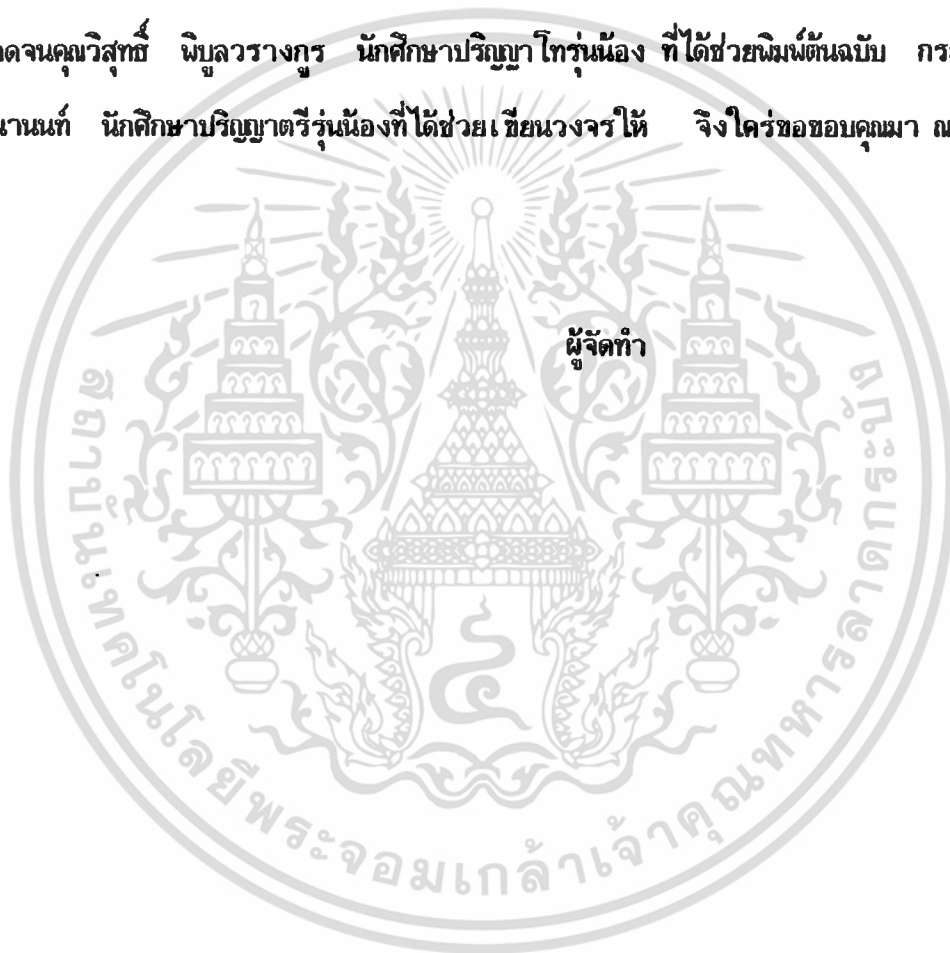 ดจนคุณวิสุทธิ์ พิบูลวรางกูร นักศึกษาปริญญาโทรุ่นน้อง ที่ได้ช่วยพิมพ์ต้นฉบับ
นานนท์ นักศึกษาปริญญาตรีรุ่นน้องที่ได้ช่วยเขียนวงจรให้ จึงใคร่ขอขอบคุณมา ณ
ผู้จัดทำ
สถาบันเทคโนโลยีพระจอมเกล้าเจ้าคุณทหารลาดกระบัง